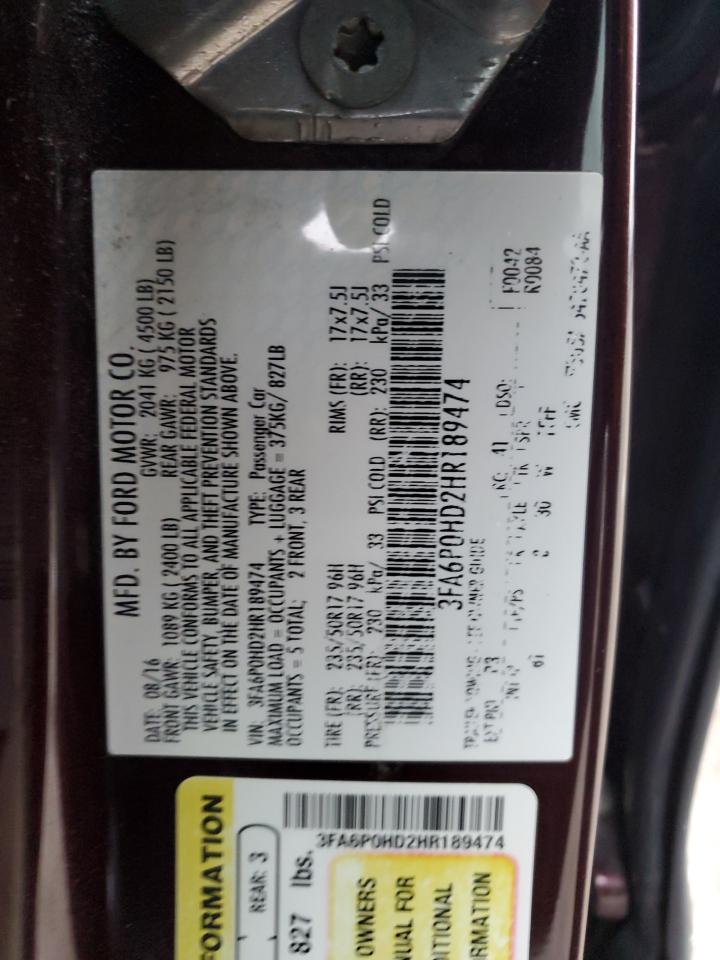 MFD. BY FORD MOTOR CO.
DATE: 08/16 GVWR: 2041 KG ( 4500 LB)
FRONT GAWR: 1089 KG ( 2400 LB) REAR GAWR: 975 KG ( 2150 LB)
THIS VEHICLE CONFORMS TO ALL APPLICABLE FEDERAL MOTOR
VEHICLE SAFETY, BUMPER, AND THEFT PREVENTION STANDARDS
IN EFFECT ON THE DATE OF MANUFACTURE SHOWN ABOVE.
VIN: 3FA6P0HD2HR189474 TYPE: Passenger Car
MAXIMUM LOAD = OCCUPANTS + LUGGAGE = 375KG/ 827LB
OCCUPANTS = 5 TOTAL; 2 FRONT, 3 REAR
TIRE (FR): 235/50R17 96H RIMS (FR): 17x7.5J
(RR): 235/50R17 96H (RR): 17x7.5J
PRESSURE (FR): 230 kPa/ 33 PSI COLD (RR): 230 kPa/ 33 PSI COLD
3FA6P0HD2HR189474
OWNER GUIDE
41 DSO:
F0042
R0084
FORMATION
REAR: 3
827 lbs.
3FA6P0HD2HR189474
OWNERS
UAL FOR
DITIONAL
RMATION